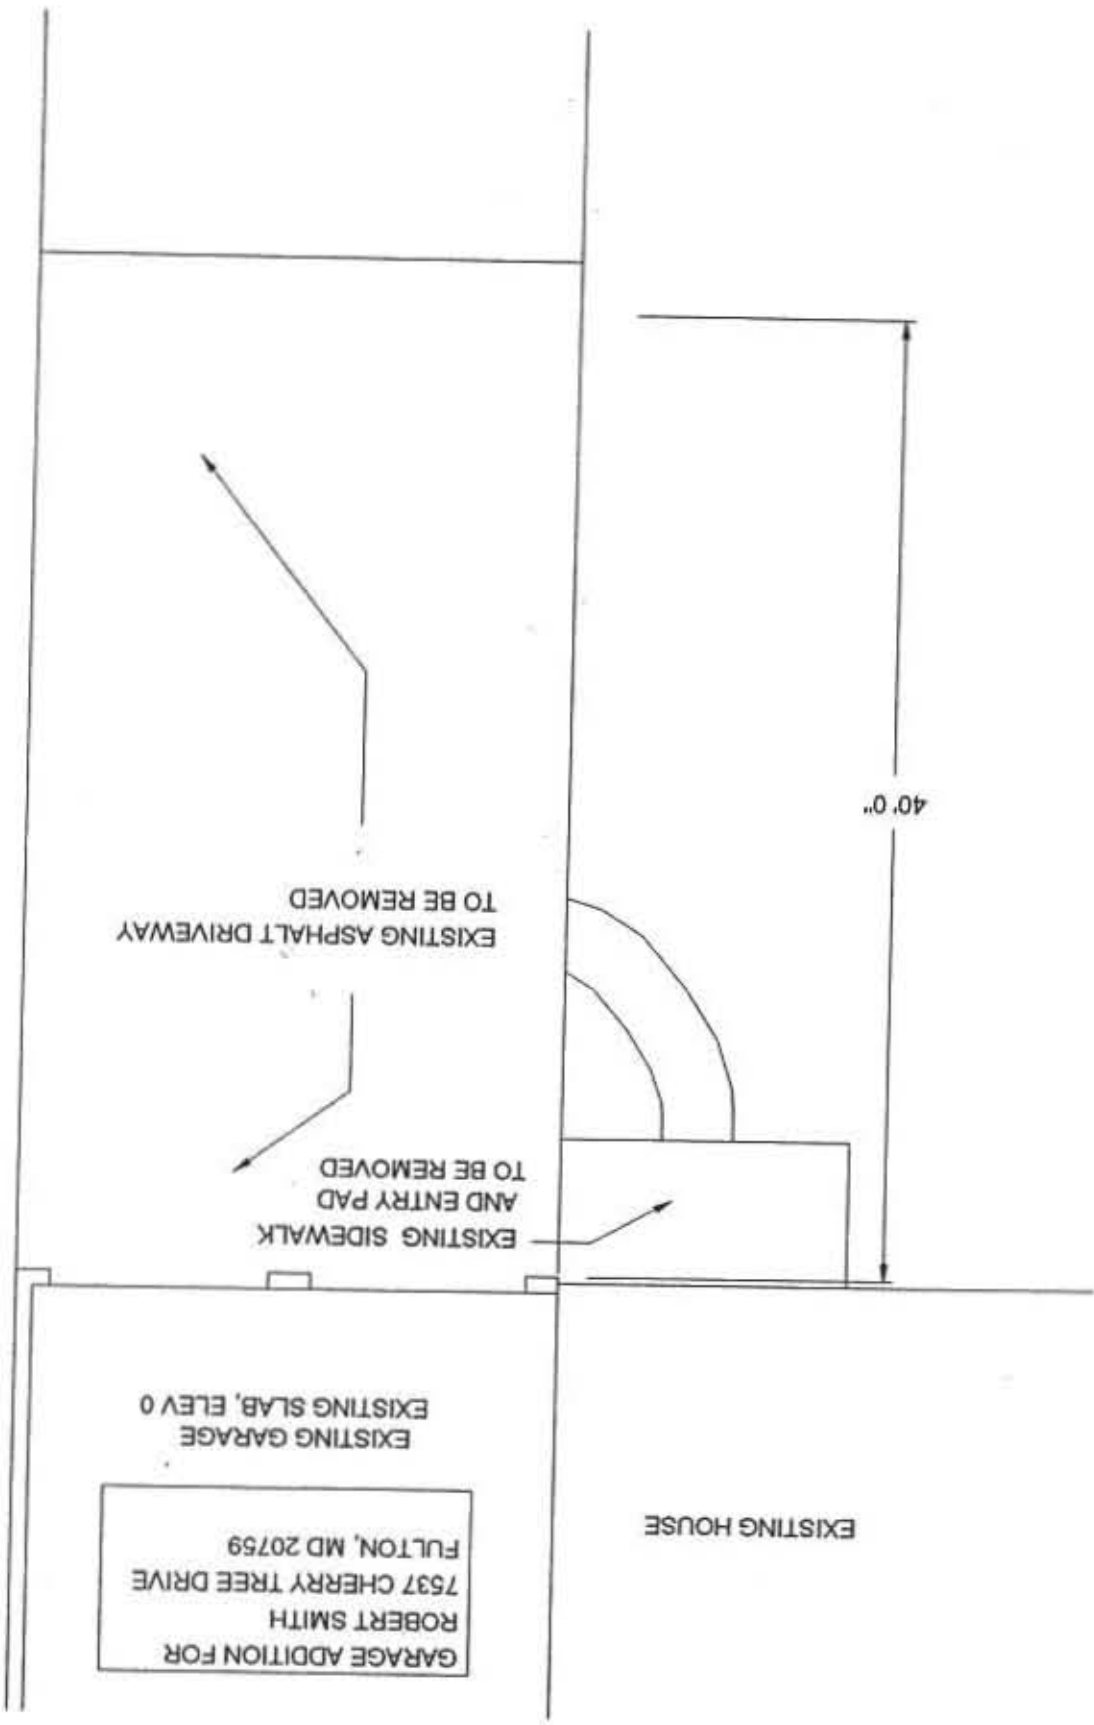 GARAGE ADDITION FOR
ROBERT SMITH
7537 CHERRY TREE DRIVE
FULTON, MD 20759
EXISTING HOUSE
EXISTING GARAGE
EXISTING SLAB, ELEV 0
EXISTING SIDEWALK
AND ENTRY PAD
TO BE REMOVED
EXISTING ASPHALT DRIVEWAY
TO BE REMOVED
40' 0"